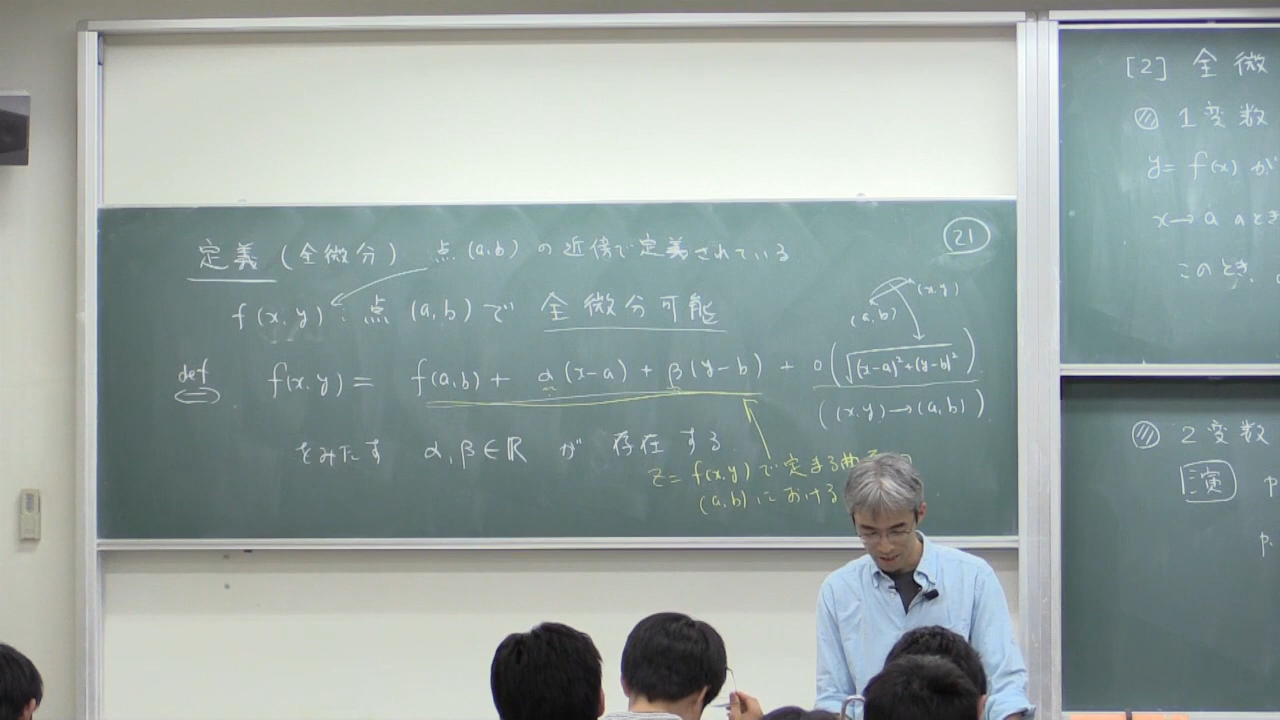 定義 (全微分) 点 (a,b) の近傍で定義されている
21
f(x,y) : 点 (a,b) で 全微分可能
(a,b) (x,y)
def ⇔ f(x,y) = f(a,b) + α(x-a) + β(y-b) + o(√(x-a)²+(y-b)²)
((x,y)→(a,b))
をみたす α,β∈ℝ が 存在する
z = f(x,y) で定まる
(a,b) における
[2] 全微
1変数
y = f(x) が
x→a のとき
このとき,
2変数
演